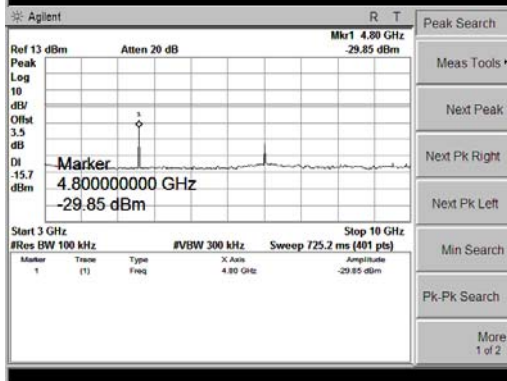 Agilent R T
Peak Search
Mkr1 4.80 GHz
Ref 13 dBm Atten 20 dB -29.85 dBm
Peak
Log
10
dB/
Offst
3.5
dB
DI
-15.7
dBm
1
Marker
4.800000000 GHz
-29.85 dBm
Start 3 GHz Stop 10 GHz
#Res BW 100 kHz #VBW 300 kHz Sweep 725.2 ms (401 pts)
Marker Trace Type X Axis Amplitude
1 (1) Freq 4.80 GHz -29.85 dBm
Meas Tools
Next Peak
Next Pk Right
Next Pk Left
Min Search
Pk-Pk Search
More
1 of 2